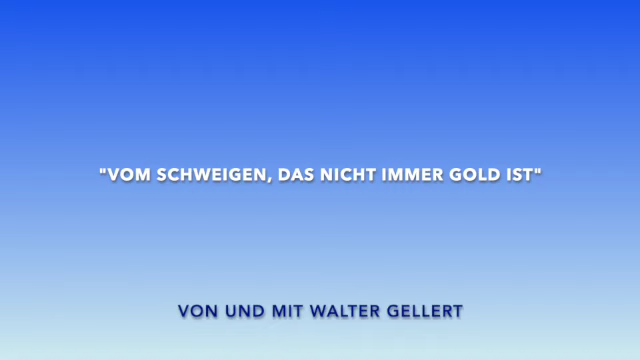 "VOM SCHWEIGEN, DAS NICHT IMMER GOLD IST"
VON UND MIT WALTER GELLERT